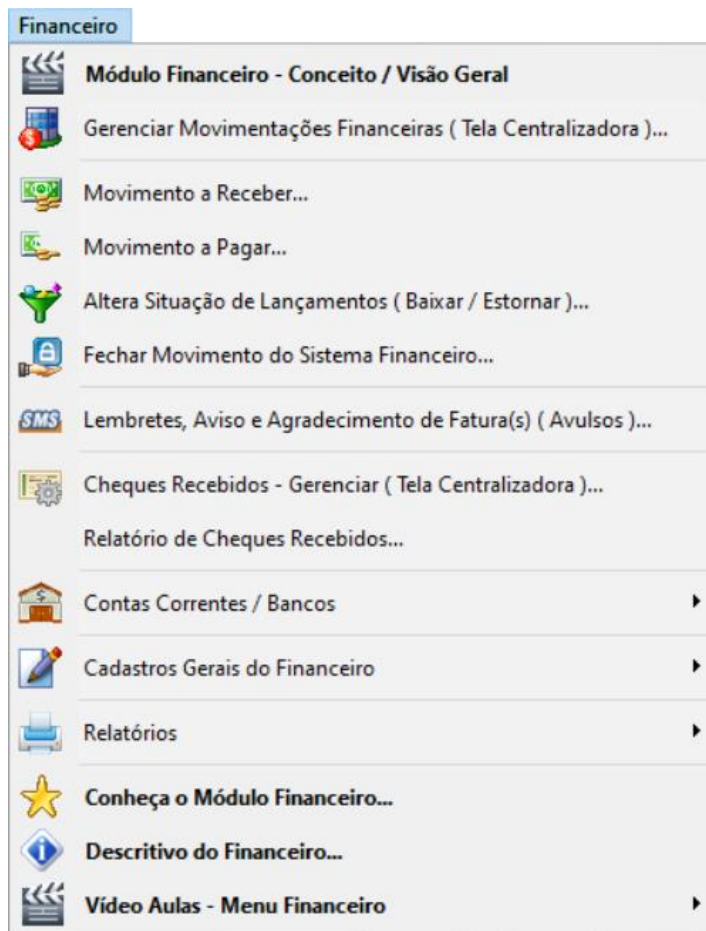 Financeiro
Módulo Financeiro - Conceito / Visão Geral
Gerenciar Movimentações Financeiras ( Tela Centralizadora )...
Movimento a Receber...
Movimento a Pagar...
Altera Situação de Lançamentos ( Baixar / Estornar )...
Fechar Movimento do Sistema Financeiro...
SMS Lembretes, Aviso e Agradecimento de Fatura(s) ( Avulsos )...
Cheques Recebidos - Gerenciar ( Tela Centralizadora )...
Relatório de Cheques Recebidos...
Contas Correntes / Bancos
Cadastros Gerais do Financeiro
Relatórios
Conheça o Módulo Financeiro...
Descritivo do Financeiro...
Vídeo Aulas - Menu Financeiro